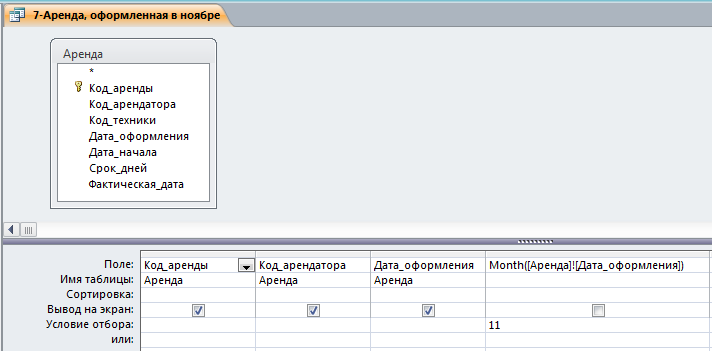 7-Аренда, оформленная в ноябре
Аренда
*
Код_аренды
Код_арендатора
Код_техники
Дата_оформления
Дата_начала
Срок_дней
Фактическая_дата
Поле: Код_аренды Код_арендатора Дата_оформления Month([Аренда]![Дата_оформления])
Имя таблицы: Аренда Аренда Аренда
Сортировка:
Вывод на экран:
Условие отбора: 11
или: